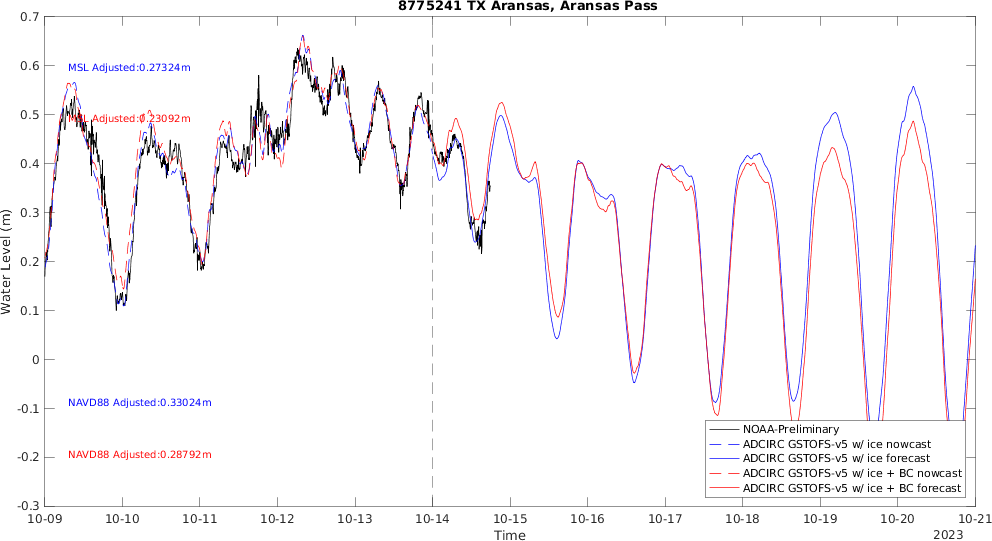 8775241 TX Aransas, Aransas Pass
0.7
0.6
0.5
0.4
0.3
0.2
0.1
0
-0.1
-0.2
-0.3
Water Level (m)
MSL Adjusted:0.27324m
MSL Adjusted:0.23092m
NAVD88 Adjusted:0.33024m
NAVD88 Adjusted:0.28792m
NOAA-Preliminary
ADCIRC GSTOFS-v5 w/ ice nowcast
ADCIRC GSTOFS-v5 w/ ice forecast
ADCIRC GSTOFS-v5 w/ ice + BC nowcast
ADCIRC GSTOFS-v5 w/ ice + BC forecast
10-09 10-10 10-11 10-12 10-13 10-14 10-15 10-16 10-17 10-18 10-19 10-20 10-21
Time
2023